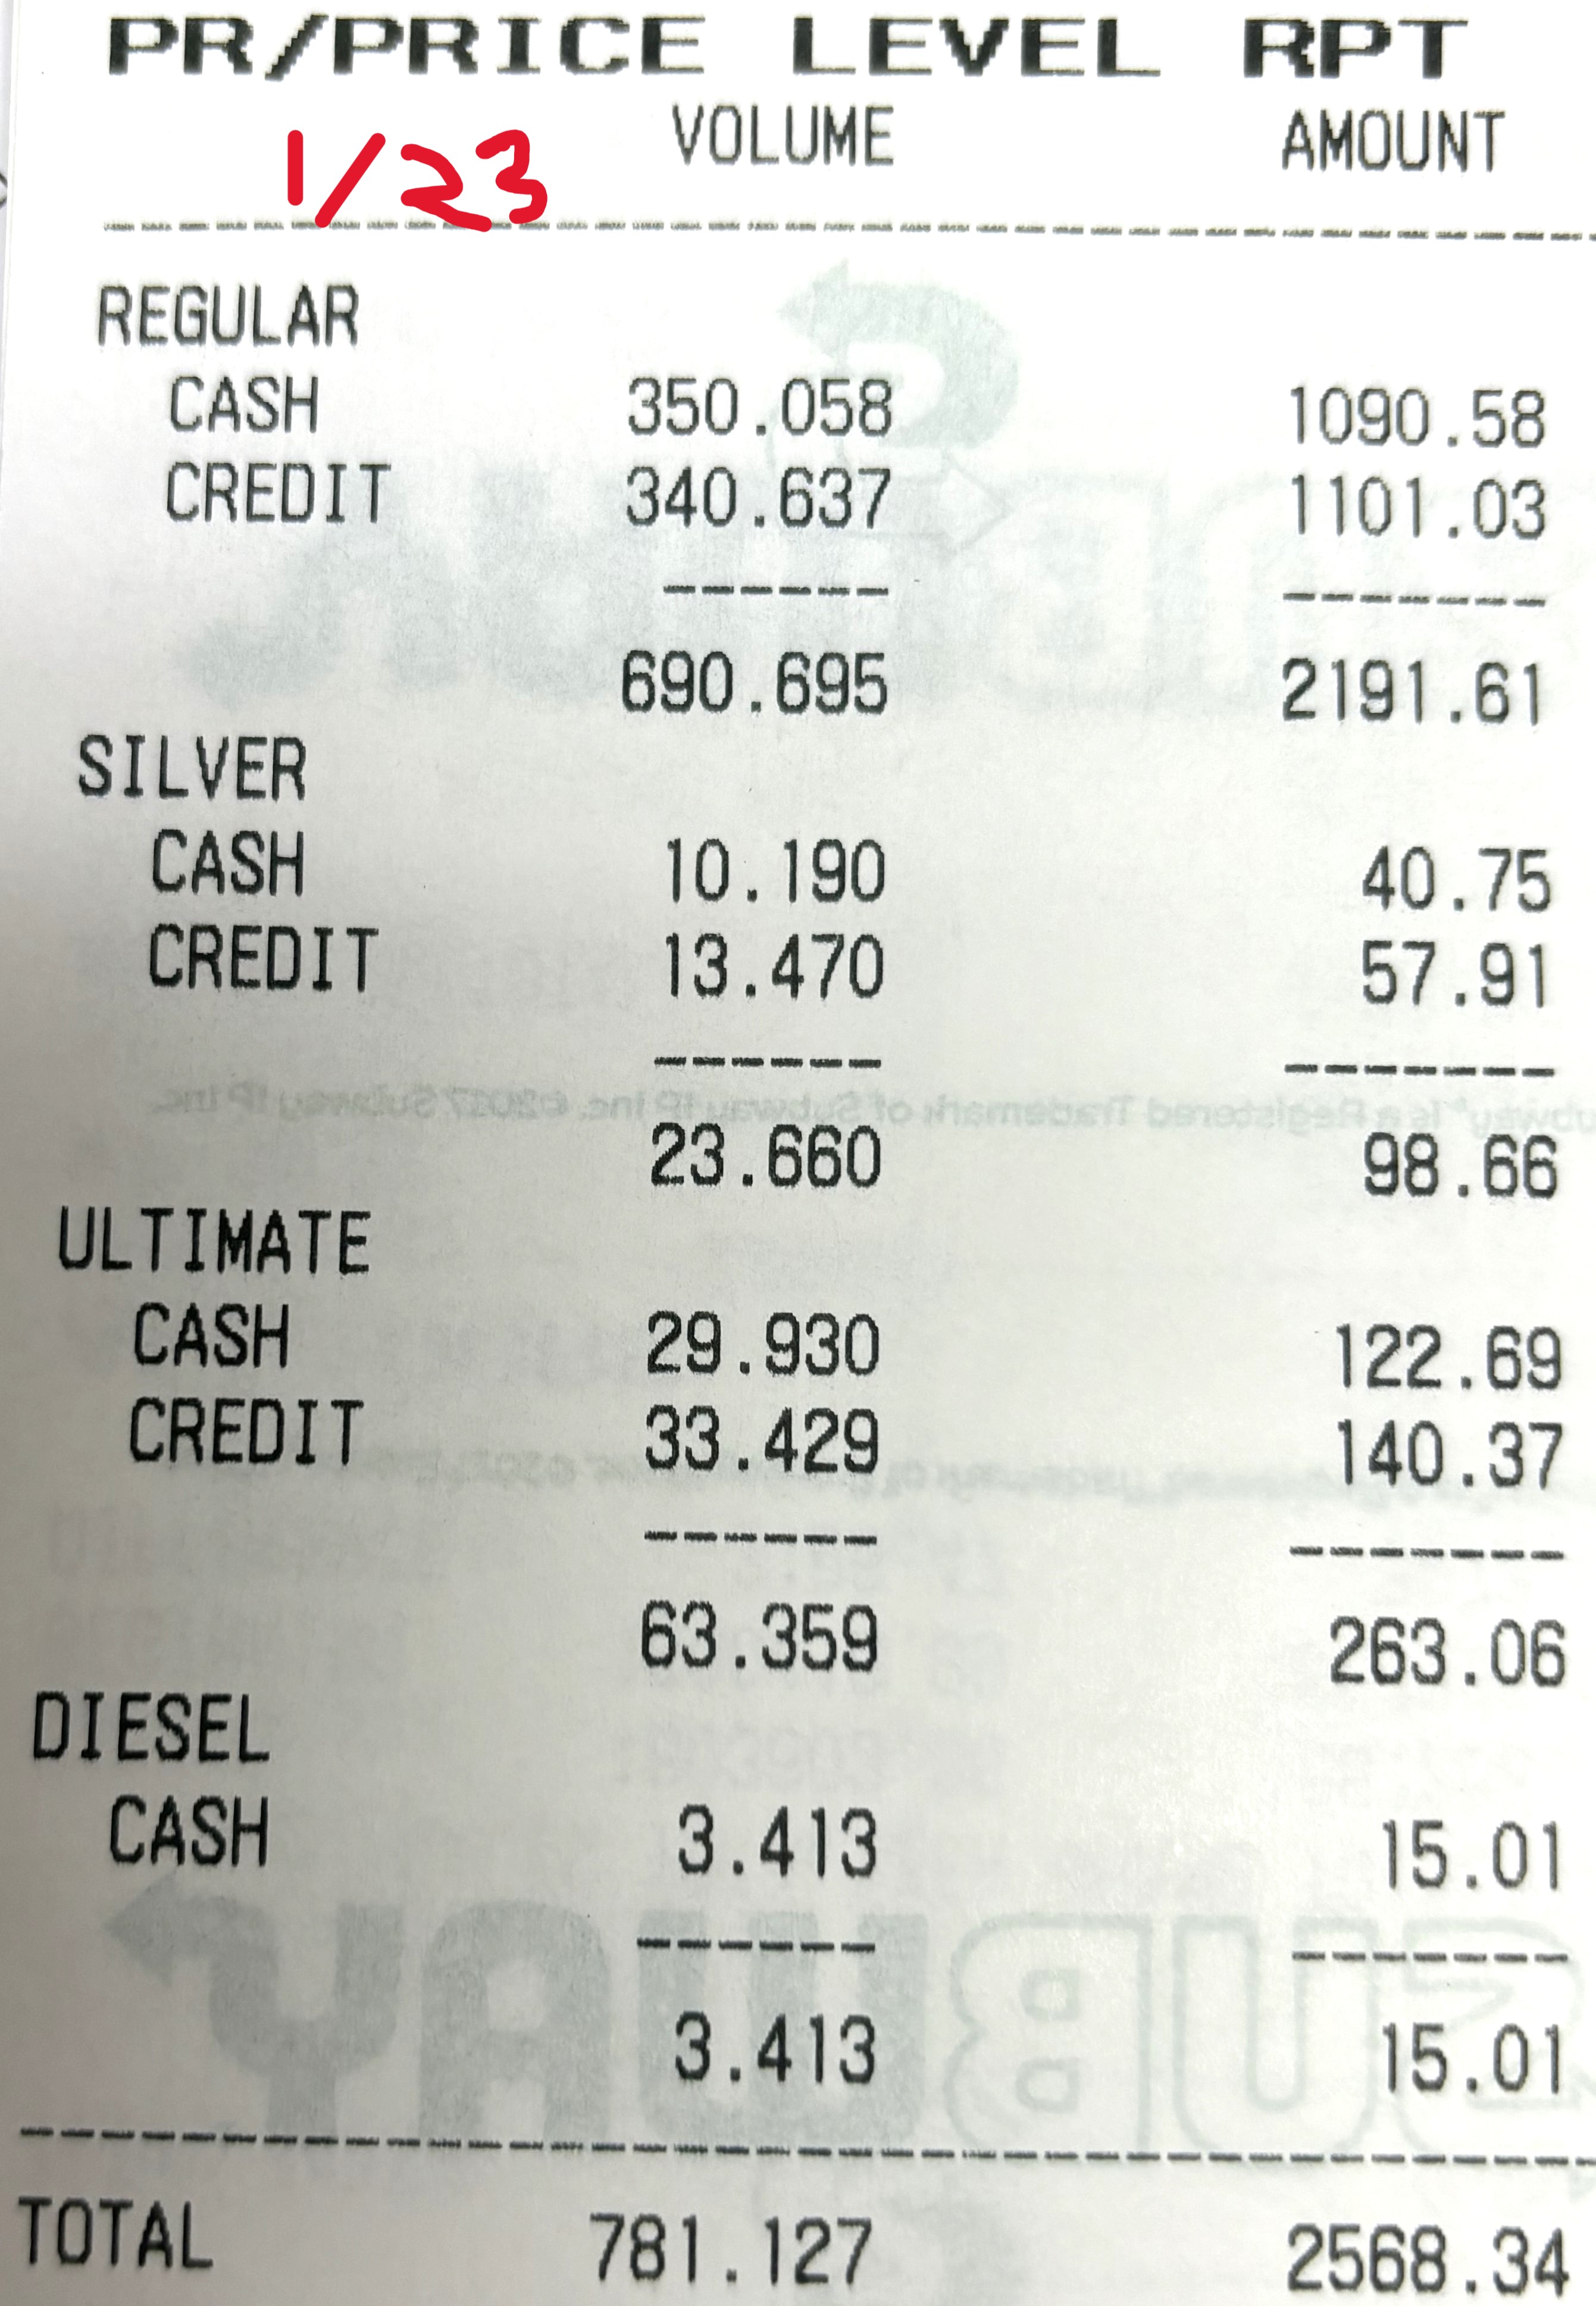 PR/PRICE LEVEL RPT
VOLUME AMOUNT
1/23
REGULAR
CASH 350.058 1090.58
CREDIT 340.637 1101.03
690.695 2191.61
SILVER
CASH 10.190 40.75
CREDIT 13.470 57.91
subway® is a Registered Trademark of Subway IP Inc. ©2017 Subway IP Inc.
23.660 98.66
ULTIMATE
CASH 29.930 122.69
CREDIT 33.429 140.37
63.359 263.06
DIESEL
CASH 3.413 15.01
SUBWAY
3.413 15.01
TOTAL 781.127 2568.34